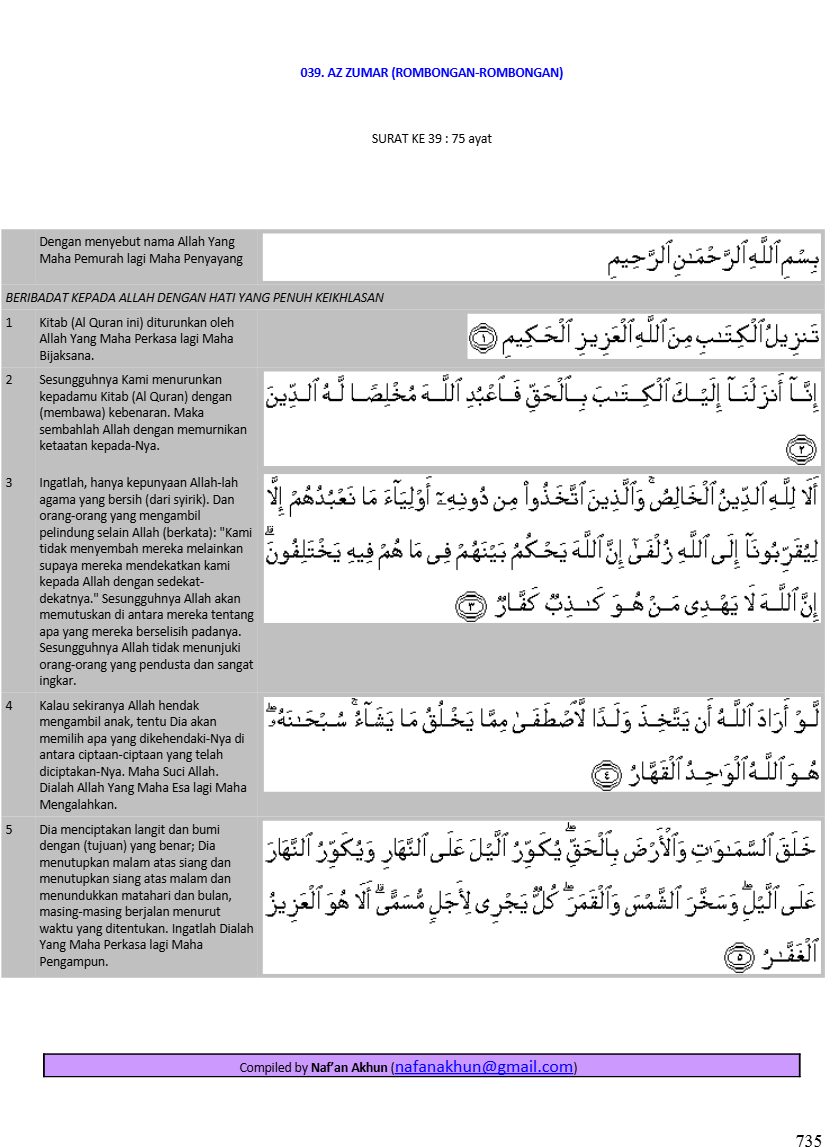 039. AZ ZUMAR (ROMBONGAN-ROMBONGAN)
SURAT KE 39 : 75 ayat
Dengan menyebut nama Allah Yang
Maha Pemurah lagi Maha Penyayang
بِسْمِ ٱللَّهِ ٱلرَّحْمَـٰنِ ٱلرَّحِيمِ
BERIBADAT KEPADA ALLAH DENGAN HATI YANG PENUH KEIKHLASAN
1 Kitab (Al Quran ini) diturunkan oleh
Allah Yang Maha Perkasa lagi Maha
Bijaksana.
تَنزِيلُ ٱلْكِتَـٰبِ مِنَ ٱللَّهِ ٱلْعَزِيزِ ٱلْحَكِيمِ ١
2 Sesungguhnya Kami menurunkan
kepadamu Kitab (Al Quran) dengan
(membawa) kebenaran. Maka
sembahlah Allah dengan memurnikan
ketaatan kepada-Nya.
إِنَّآ أَنزَلْنَآ إِلَيْكَ ٱلْكِتَـٰبَ بِٱلْحَقِّ فَٱعْبُدِ ٱللَّهَ مُخْلِصًا لَّهُ ٱلدِّينَ
٢
3 Ingatlah, hanya kepunyaan Allah-lah
agama yang bersih (dari syirik). Dan
orang-orang yang mengambil
pelindung selain Allah (berkata): "Kami
tidak menyembah mereka melainkan
supaya mereka mendekatkan kami
kepada Allah dengan sedekat-
dekatnya." Sesungguhnya Allah akan
memutuskan di antara mereka tentang
apa yang mereka berselisih padanya.
Sesungguhnya Allah tidak menunjuki
orang-orang yang pendusta dan sangat
ingkar.
أَلَا لِلَّهِ ٱلدِّينُ ٱلْخَالِصُ ۚ وَٱلَّذِينَ ٱتَّخَذُوا۟ مِن دُونِهِۦٓ أَوْلِيَآءَ مَا نَعْبُدُهُمْ إِلَّا
لِيُقَرِّبُونَآ إِلَى ٱللَّهِ زُلْفَىٰٓ إِنَّ ٱللَّهَ يَحْكُمُ بَيْنَهُمْ فِى مَا هُمْ فِيهِ يَخْتَلِفُونَ ۗ
إِنَّ ٱللَّهَ لَا يَهْدِى مَنْ هُوَ كَـٰذِبٌ كَفَّارٌ ٣
4 Kalau sekiranya Allah hendak
mengambil anak, tentu Dia akan
memilih apa yang dikehendaki-Nya di
antara ciptaan-ciptaan yang telah
diciptakan-Nya. Maha Suci Allah.
Dialah Allah Yang Maha Esa lagi Maha
Mengalahkan.
لَّوْ أَرَادَ ٱللَّهُ أَن يَتَّخِذَ وَلَدًا لَّٱصْطَفَىٰ مِمَّا يَخْلُقُ مَا يَشَآءُ ۚ سُبْحَـٰنَهُۥ ۖ
هُوَ ٱللَّهُ ٱلْوَٰحِدُ ٱلْقَهَّارُ ٤
5 Dia menciptakan langit dan bumi
dengan (tujuan) yang benar; Dia
menutupkan malam atas siang dan
menutupkan siang atas malam dan
menundukkan matahari dan bulan,
masing-masing berjalan menurut
waktu yang ditentukan. Ingatlah Dialah
Yang Maha Perkasa lagi Maha
Pengampun.
خَلَقَ ٱلسَّمَـٰوَٰتِ وَٱلْأَرْضَ بِٱلْحَقِّ ۖ يُكَوِّرُ ٱلَّيْلَ عَلَى ٱلنَّهَارِ وَيُكَوِّرُ ٱلنَّهَارَ
عَلَى ٱلَّيْلِ ۖ وَسَخَّرَ ٱلشَّمْسَ وَٱلْقَمَرَ ۖ كُلٌّ يَجْرِى لِأَجَلٍ مُّسَمًّى ۗ أَلَا هُوَ ٱلْعَزِيزُ
ٱلْغَفَّـٰرُ ٥
Compiled by Naf’an Akhun (nafanakhun@gmail.com)
735